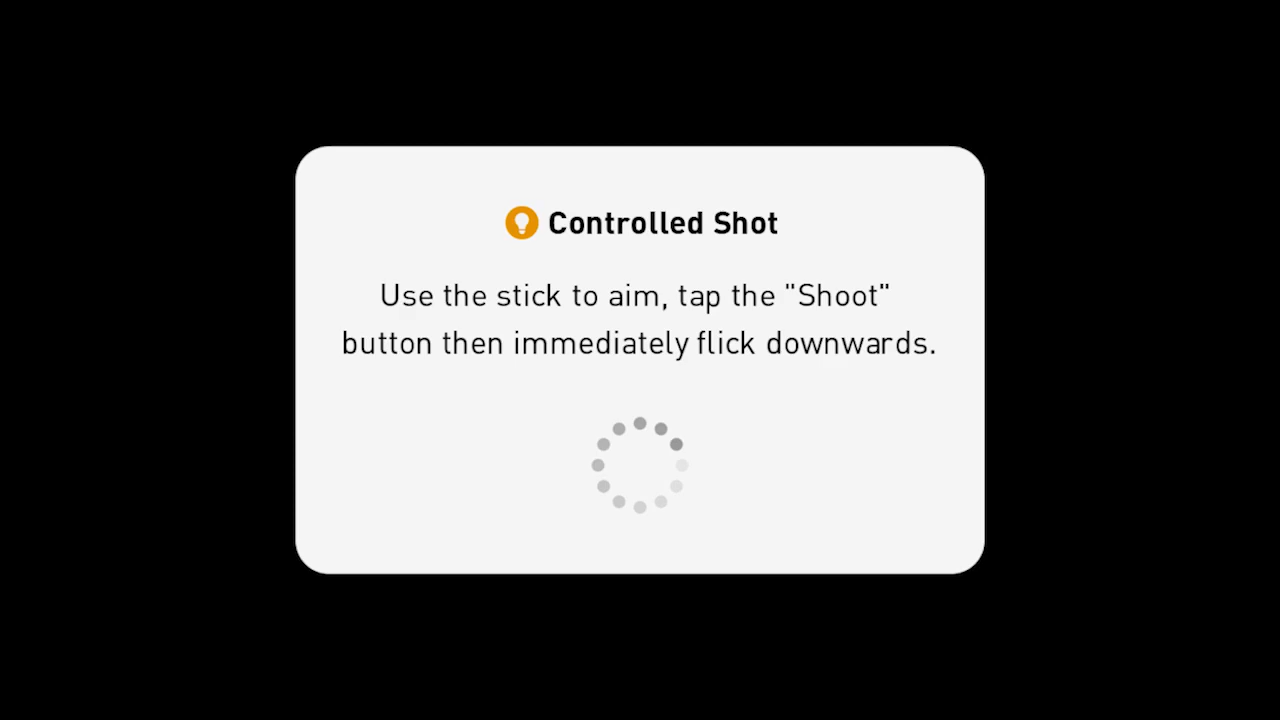 Controlled Shot
Use the stick to aim, tap the "Shoot"
button then immediately flick downwards.